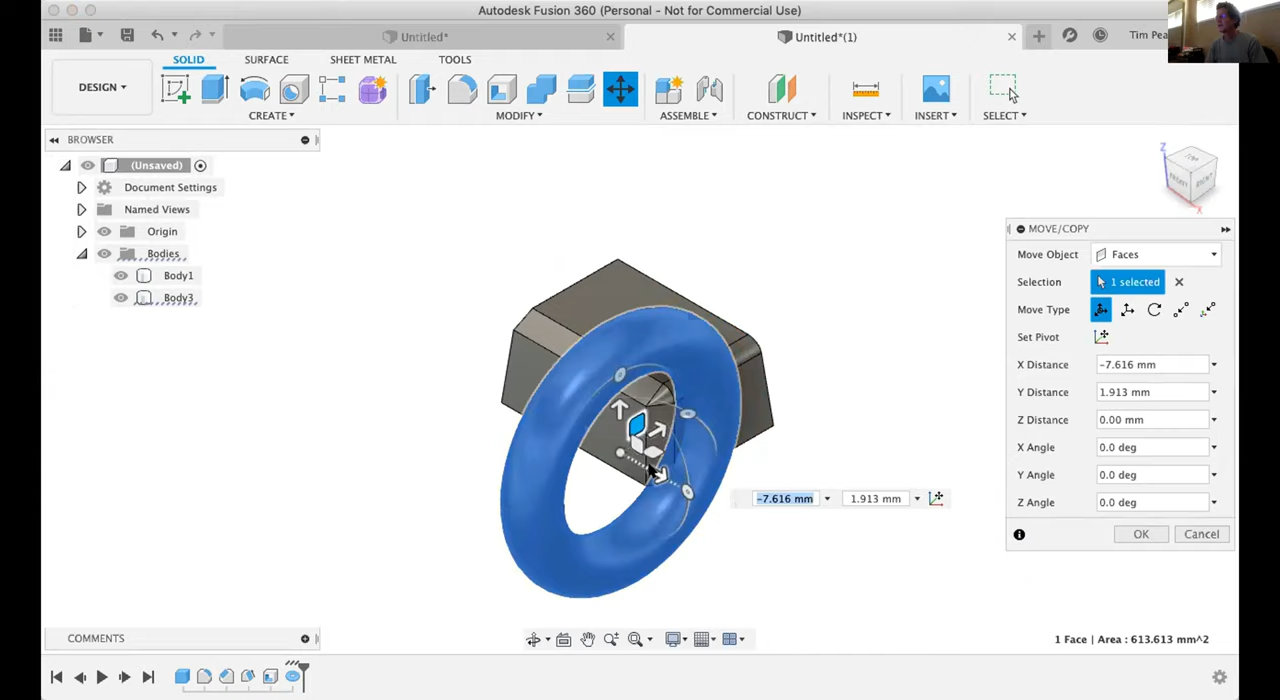 Autodesk Fusion 360 (Personal - Not for Commercial Use)
Untitled*
Untitled*(1)
Tim Pea
SOLID
SURFACE
SHEET METAL
TOOLS
DESIGN
CREATE
MODIFY
ASSEMBLE
CONSTRUCT
INSPECT
INSERT
SELECT
BROWSER
(Unsaved)
Document Settings
Named Views
Origin
Bodies
Body1
Body3
Z
TOP
FRONT
RIGHT
X
MOVE/COPY
Move Object Faces
Selection 1 selected
Move Type
Set Pivot
X Distance -7.616 mm
Y Distance 1.913 mm
Z Distance 0.00 mm
X Angle 0.0 deg
Y Angle 0.0 deg
Z Angle 0.0 deg
OK Cancel
-7.616 mm 1.913 mm
COMMENTS
1 Face | Area : 613.613 mm^2